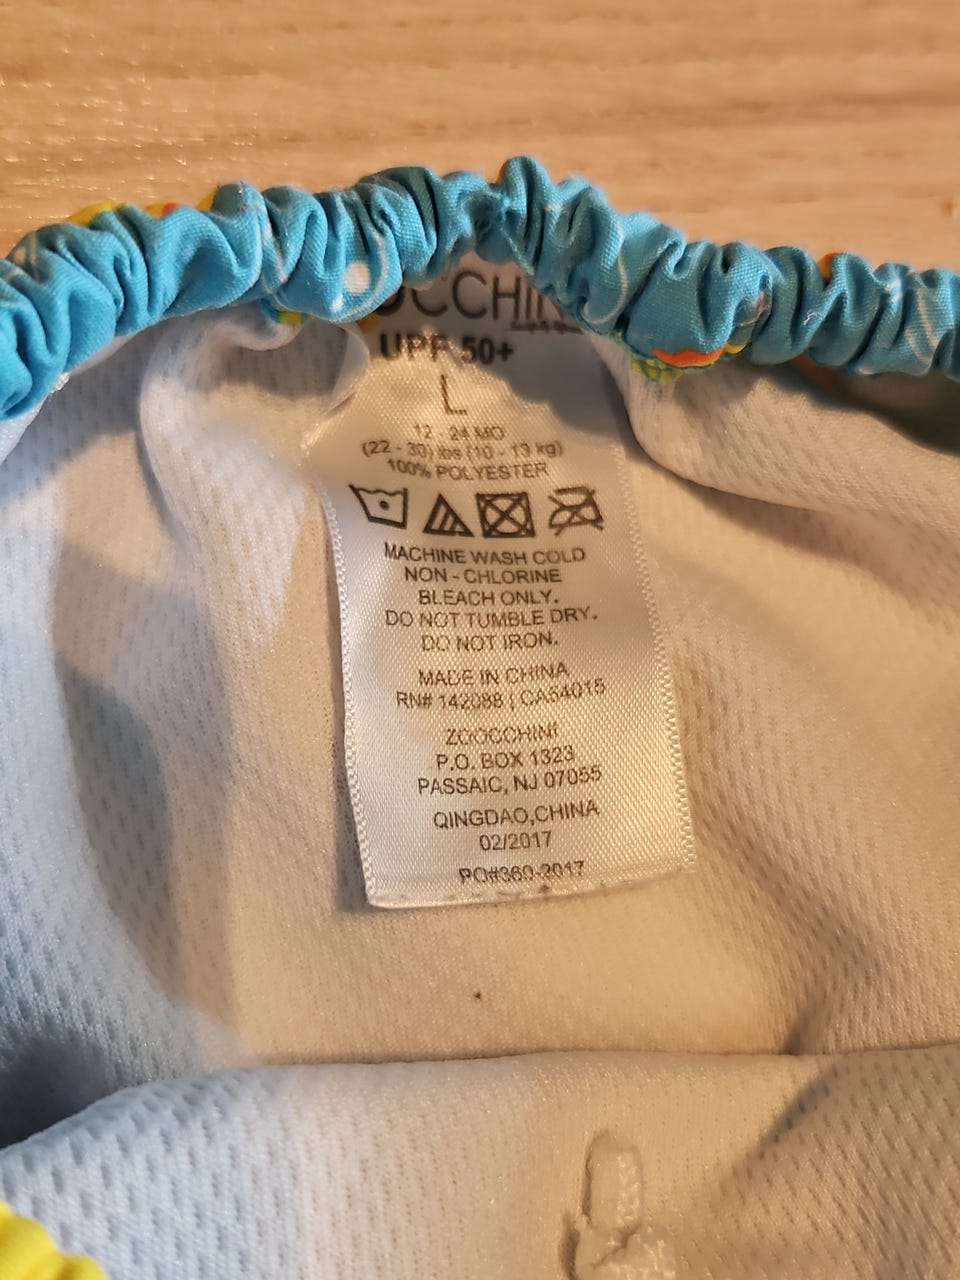 UPF 50+
L
12 - 24 MO
(22 - 30) lbs (10 - 13 kg)
100% POLYESTER
MACHINE WASH COLD
NON - CHLORINE
BLEACH ONLY.
DO NOT TUMBLE DRY.
DO NOT IRON.
MADE IN CHINA
RN# 142088 | CA54015
ZOOCCHINI
P.O. BOX 1323
PASSAIC, NJ 07055
QINGDAO,CHINA
02/2017
PO#360-2017